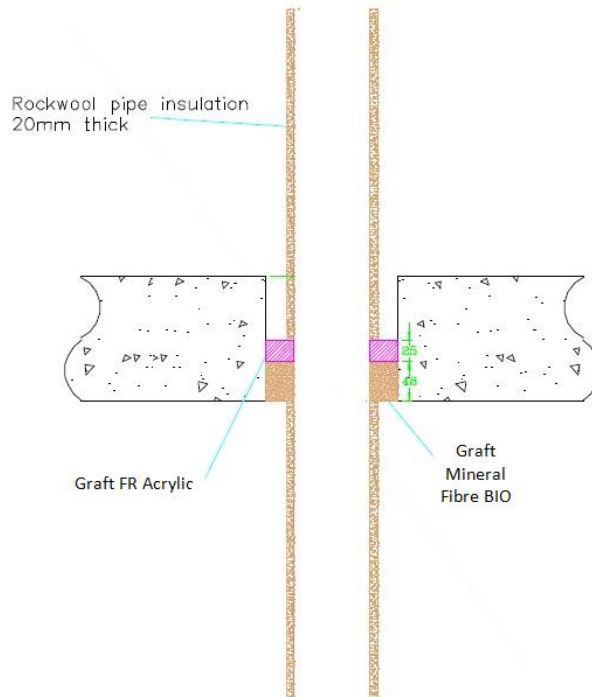 Rockwool pipe insulation
20mm thick
25
48
Graft FR Acrylic
Graft
Mineral
Fibre BIO